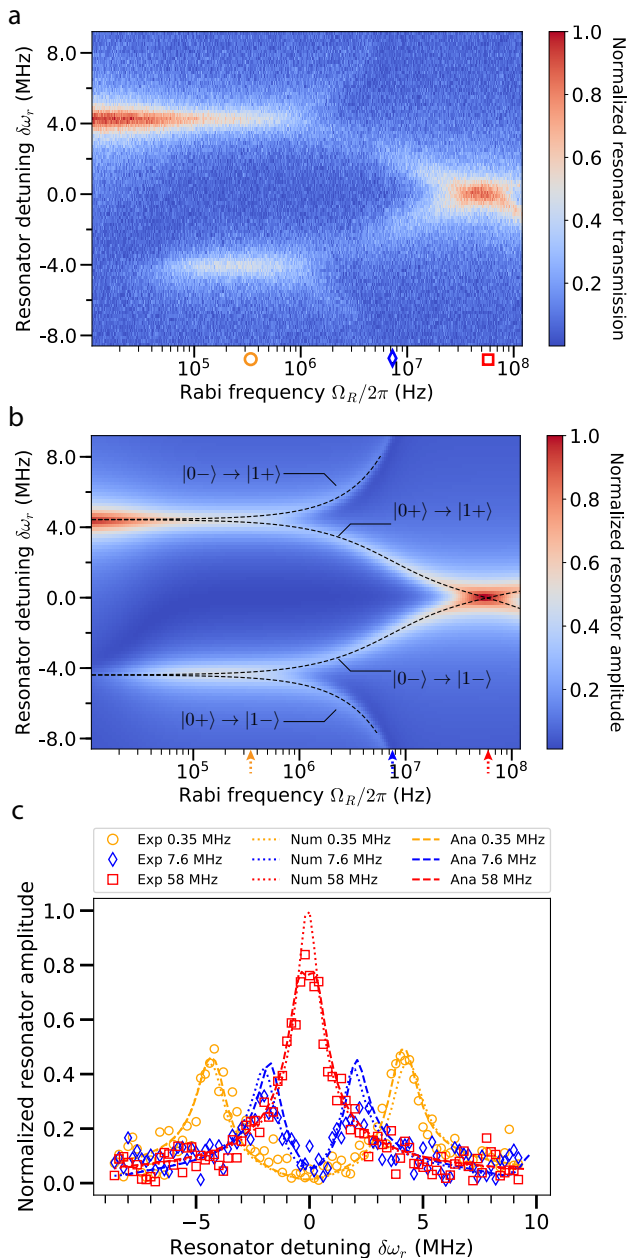 a
8.0
4.0
0.0
-4.0
-8.0
Resonator detuning δω_r (MHz)
10^5
10^6
10^7
10^8
Rabi frequency Ω_R/2π (Hz)
1.0
0.8
0.6
0.4
0.2
Normalized resonator transmission
b
8.0
4.0
0.0
-4.0
-8.0
Resonator detuning δω_r (MHz)
|0−⟩ → |1+⟩
|0+⟩ → |1+⟩
|0−⟩ → |1−⟩
|0+⟩ → |1−⟩
10^5
10^6
10^7
10^8
Rabi frequency Ω_R/2π (Hz)
1.0
0.8
0.6
0.4
0.2
Normalized resonator amplitude
c
Exp 0.35 MHz Num 0.35 MHz Ana 0.35 MHz
Exp 7.6 MHz Num 7.6 MHz Ana 7.6 MHz
Exp 58 MHz Num 58 MHz Ana 58 MHz
1.0
0.8
0.6
0.4
0.2
0.0
Normalized resonator amplitude
−5 0 5 10
Resonator detuning δω_r (MHz)